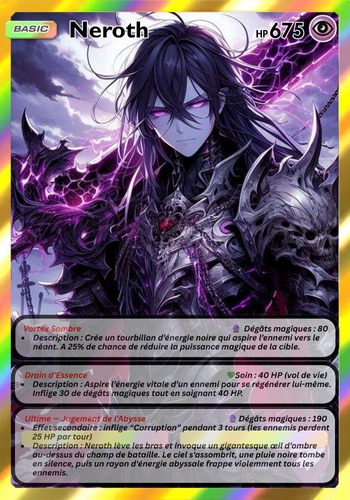 BASIC Neroth HP 675
Vortex Sombre 🔮 Dégâts magiques : 80
• Description : Crée un tourbillon d'énergie noire qui aspire l'ennemi vers le
néant. A 25% de chance de réduire la puissance magique de la cible.
Drain d'Essence 💚Soin : 40 HP (vol de vie)
• Description : Aspire l'énergie vitale d'un ennemi pour se régénérer lui-même.
Inflige 30 de dégâts magiques tout en soignant 40 HP.
Ultime — Jugement de l'Abysse 🔮 Dégâts magiques : 190
• Effet secondaire : inflige "Corruption" pendant 3 tours (les ennemis perdent
25 HP par tour)
• Description : Neroth lève les bras et invoque un gigantesque œil d'ombre
au-dessus du champ de bataille. Le ciel s'assombrit, une pluie noire tombe
en silence, puis un rayon d'énergie abyssale frappe violemment tous les
ennemis.